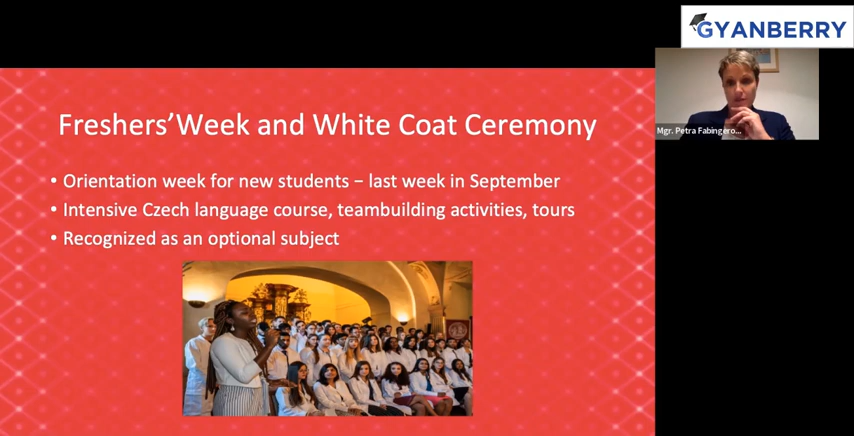 GYANBERRY
Mgr. Petra Fabingero...
Freshers'Week and White Coat Ceremony
• Orientation week for new students – last week in September
• Intensive Czech language course, teambuilding activities, tours
• Recognized as an optional subject